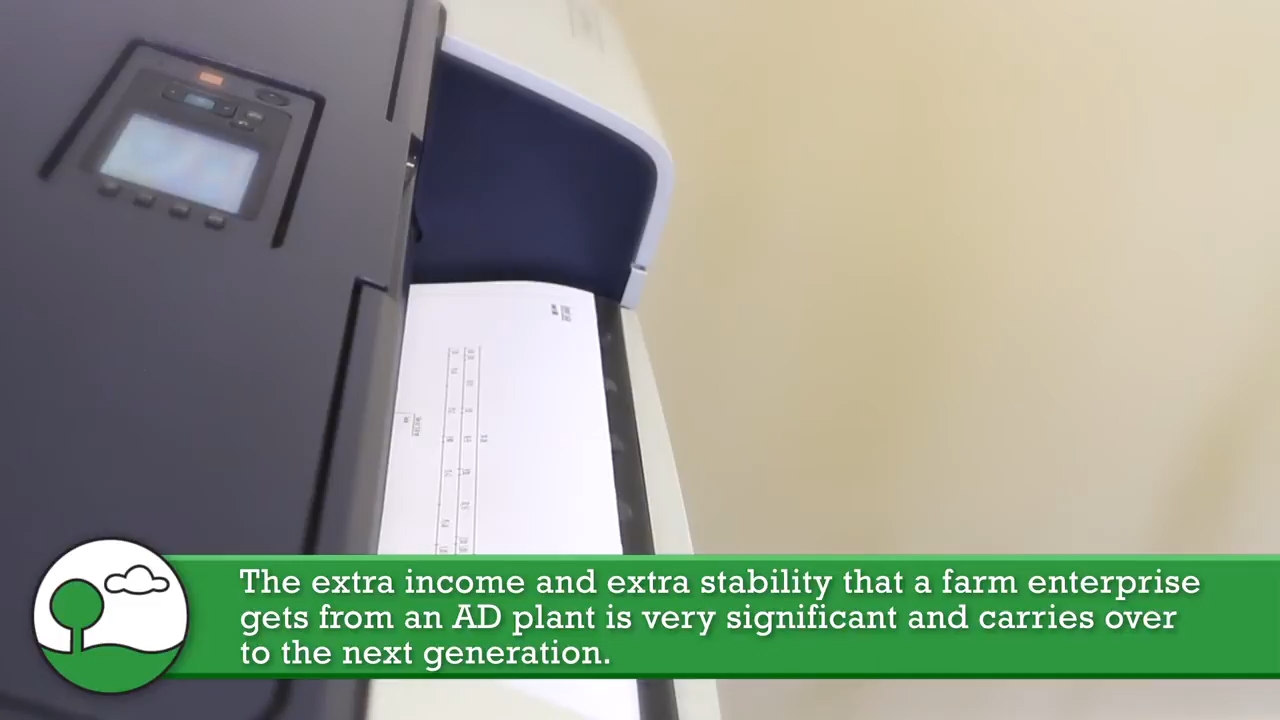 The extra income and extra stability that a farm enterprise
gets from an AD plant is very significant and carries over
to the next generation.